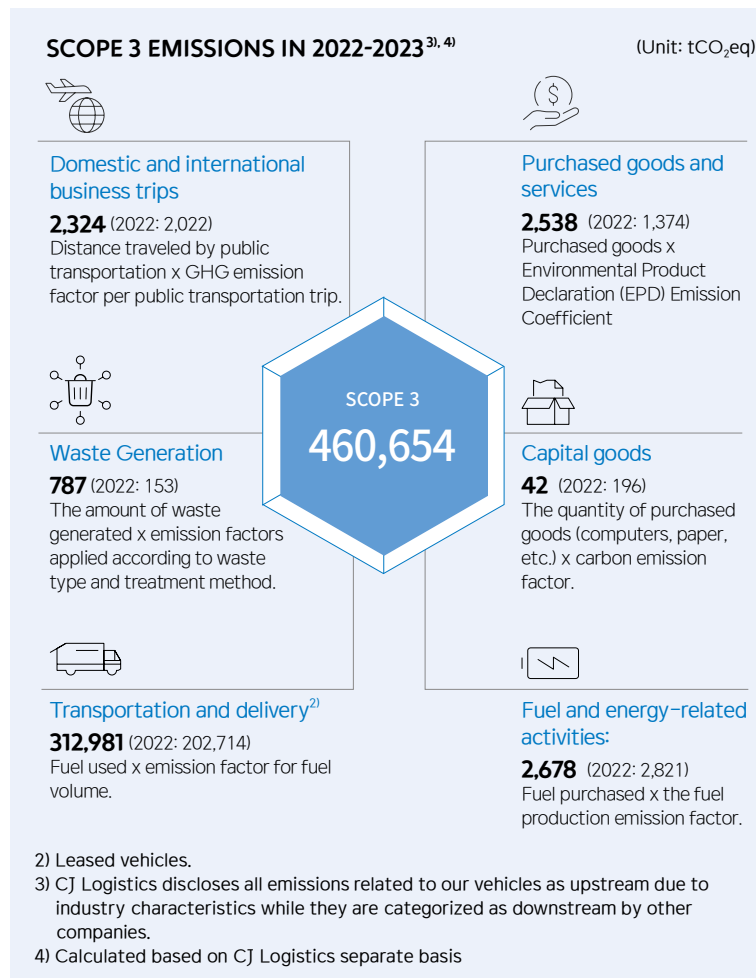 SCOPE 3 EMISSIONS IN 2022-2023 3), 4)
(Unit: tCO₂eq)
Domestic and international
business trips
2,324 (2022: 2,022)
Distance traveled by public
transportation x GHG emission
factor per public transportation trip.
Purchased goods and
services
2,538 (2022: 1,374)
Purchased goods x
Environmental Product
Declaration (EPD) Emission
Coefficient
SCOPE 3
460,654
Waste Generation
787 (2022: 153)
The amount of waste
generated x emission factors
applied according to waste
type and treatment method.
Capital goods
42 (2022: 196)
The quantity of purchased
goods (computers, paper,
etc.) x carbon emission
factor.
Transportation and delivery2)
312,981 (2022: 202,714)
Fuel used x emission factor for fuel
volume.
Fuel and energy-related
activities:
2,678 (2022: 2,821)
Fuel purchased x the fuel
production emission factor.
2) Leased vehicles.
3) CJ Logistics discloses all emissions related to our vehicles as upstream due to
industry characteristics while they are categorized as downstream by other
companies.
4) Calculated based on CJ Logistics separate basis